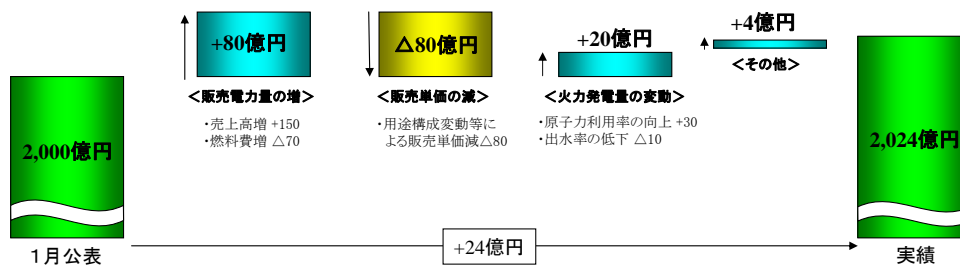 +80億円
△80億円
+20億円
+4億円
<販売電力量の増>
・売上高増 +150
・燃料費増 △70
<販売単価の減>
・用途構成変動等に
よる販売単価減△80
<火力発電量の変動>
・原子力利用率の向上 +30
・出水率の低下 △10
<その他>
2,000億円
2,024億円
1月公表
+24億円
実績